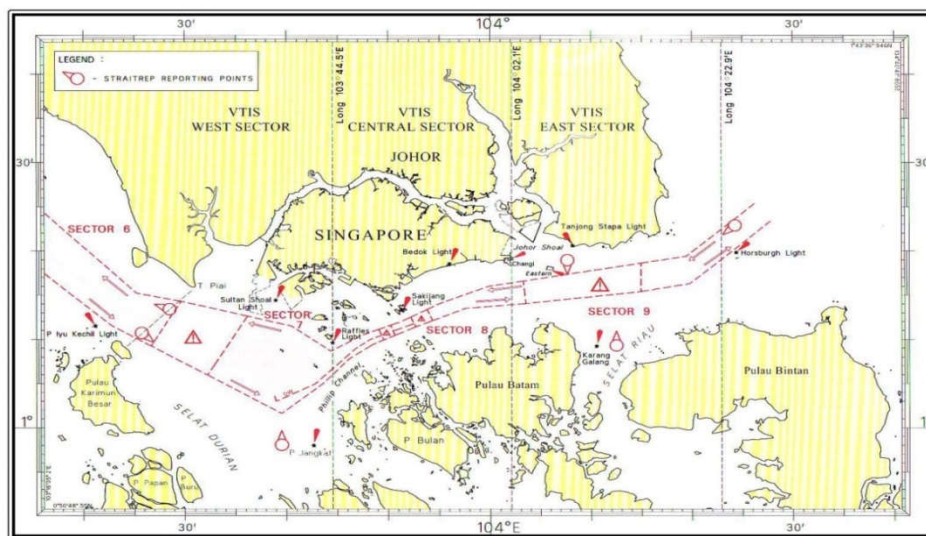 30'
104°
30'
LEGEND :
- STRAITREP REPORTING POINTS
Long 103° 44.5'E
Long 104° 02.1'E
Long 104° 22.9'E
VTIS
WEST SECTOR
VTIS
CENTRAL SECTOR
VTIS
EAST SECTOR
JOHOR
30'
30'
SECTOR 6
SINGAPORE
Tanjong Stapa Light
Bedok Light
Johor Shoal
Changi
Eastern
Horsburgh Light
T Piai
Sultan Shoal
Light
Sakijang
Light
SECTOR
SECTOR 8
SECTOR 9
P Iyu Kechil Light
Raffles
Light
Karang
Galang
SELAT RIAU
Phillip Channel
Pulau
Karimun
Besar
Pulau Batam
Pulau Bintan
SELAT DURIAN
1°
1°
P Bulan
P Jangkat
P Papan
P Buru
30'
104°E
30'